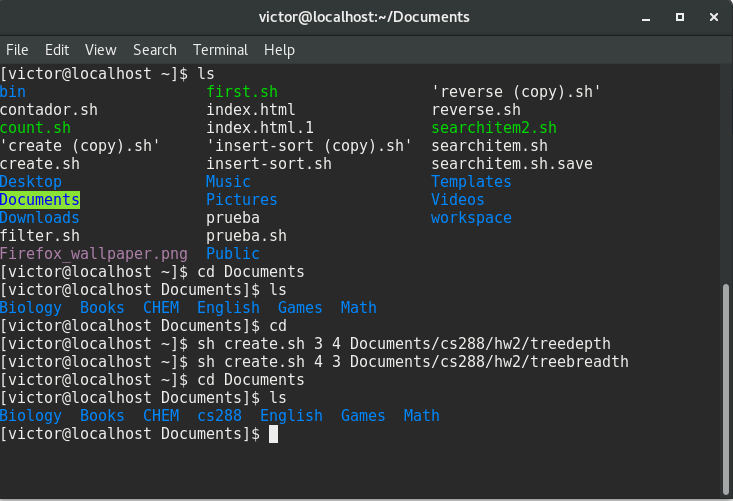 victor@localhost:~/Documents
File Edit View Search Terminal Help
[victor@localhost ~]$ ls
bin first.sh 'reverse (copy).sh'
contador.sh index.html reverse.sh
count.sh index.html.1 searchitem2.sh
'create (copy).sh' 'insert-sort (copy).sh' searchitem.sh
create.sh insert-sort.sh searchitem.sh.save
Desktop Music Templates
Documents Pictures Videos
Downloads prueba workspace
filter.sh prueba.sh
Firefox_wallpaper.png Public
[victor@localhost ~]$ cd Documents
[victor@localhost Documents]$ ls
Biology Books CHEM English Games Math
[victor@localhost Documents]$ cd
[victor@localhost ~]$ sh create.sh 3 4 Documents/cs288/hw2/treedepth
[victor@localhost ~]$ sh create.sh 4 3 Documents/cs288/hw2/treebreadth
[victor@localhost ~]$ cd Documents
[victor@localhost Documents]$ ls
Biology Books CHEM cs288 English Games Math
[victor@localhost Documents]$